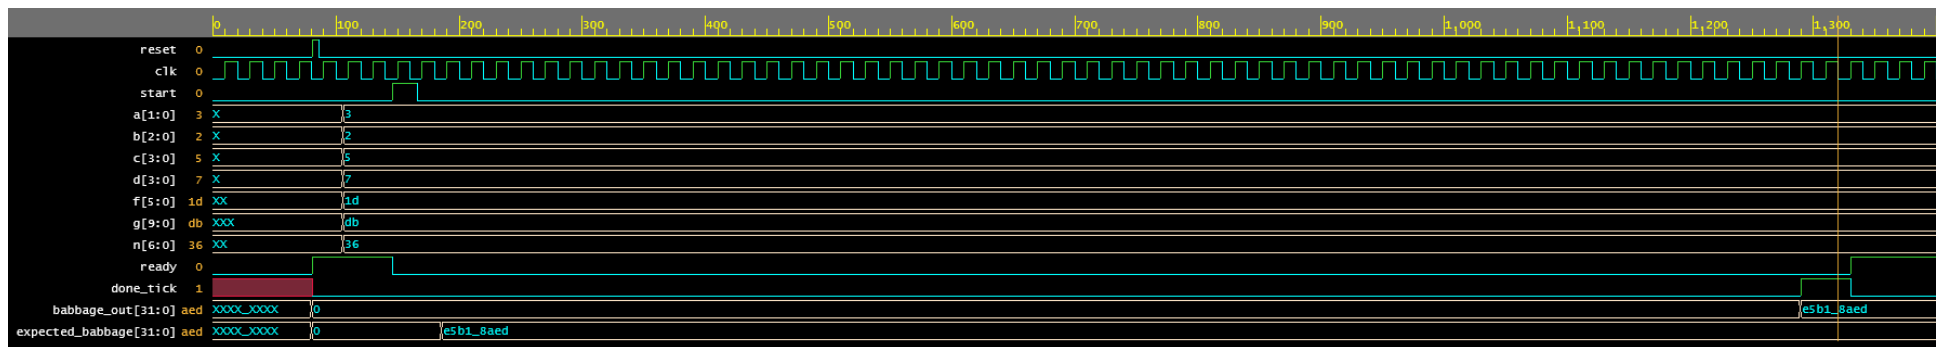 0 100 200 300 400 500 600 700 800 900 1,000 1,100 1,200 1,300
reset 0
clk 0
start 0
a[1:0] 3 X 3
b[2:0] 2 X 2
c[3:0] 5 X 5
d[3:0] 7 X 7
f[5:0] 1d XX 1d
g[9:0] db XXX db
n[6:0] 36 XX 36
ready 0
done_tick 1
babbage_out[31:0] aed XXXX_XXXX 0 e5b1_8aed
expected_babbage[31:0] aed XXXX_XXXX 0 e5b1_8aed